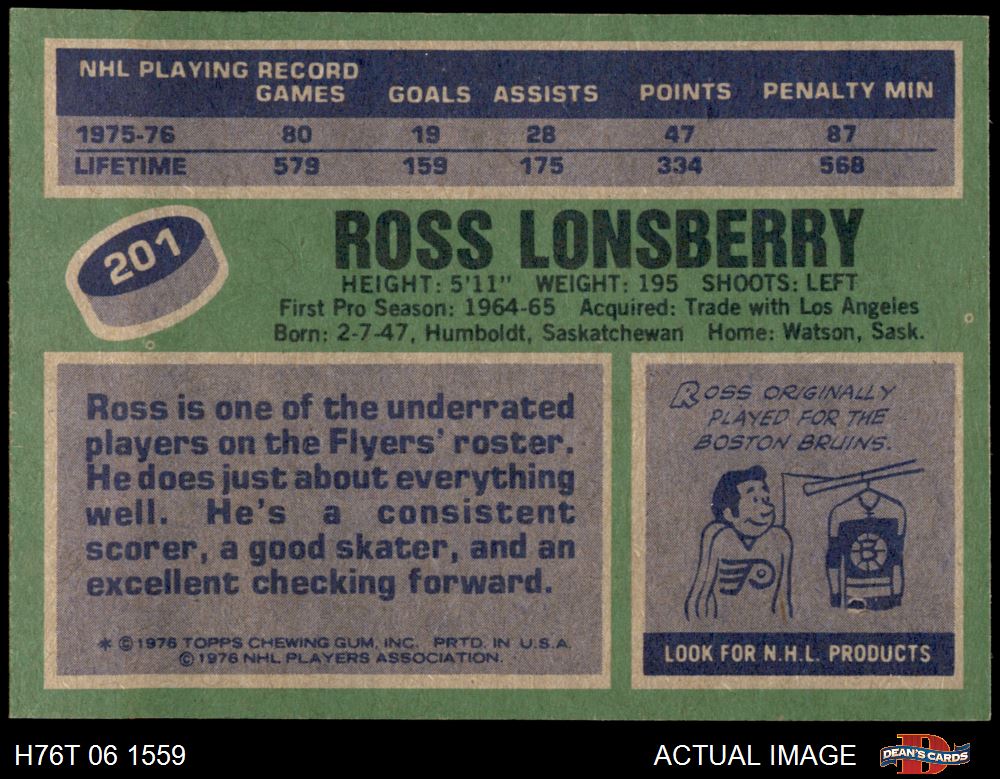 NHL PLAYING RECORD
GAMES GOALS ASSISTS POINTS PENALTY MIN
1975-76 80 19 28 47 87
LIFETIME 579 159 175 334 568
201
ROSS LONSBERRY
HEIGHT: 5'11" WEIGHT: 195 SHOOTS: LEFT
First Pro Season: 1964-65 Acquired: Trade with Los Angeles
Born: 2-7-47, Humboldt, Saskatchewan Home: Watson, Sask.
Ross is one of the underrated
players on the Flyers' roster.
He does just about everything
well. He's a consistent
scorer, a good skater, and an
excellent checking forward.
* ©1976 TOPPS CHEWING GUM, INC. PRTD. IN U.S.A.
©1976 NHL PLAYERS ASSOCIATION.
ROSS ORIGINALLY
PLAYED FOR THE
BOSTON BRUINS.
B
LOOK FOR N.H.L. PRODUCTS
H76T 06 1559
ACTUAL IMAGE
D
DEAN'S CARDS